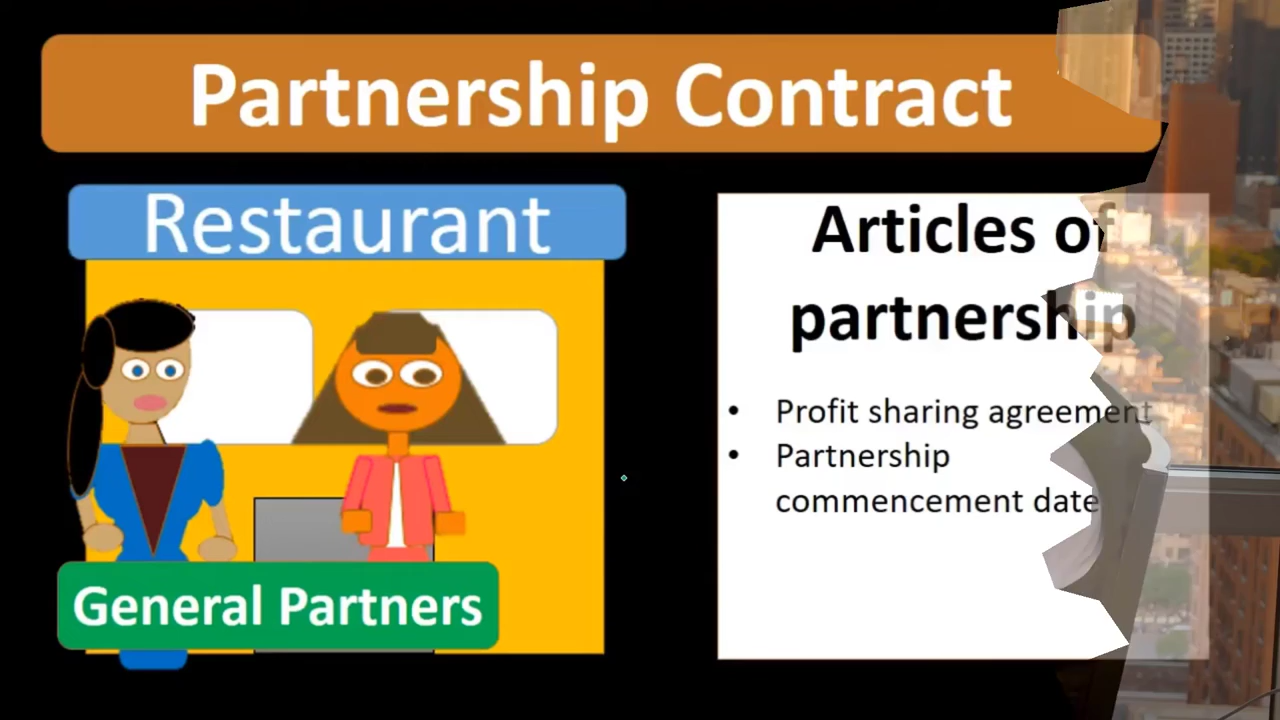 Partnership Contract
Restaurant
General Partners
Articles of
partnership
• Profit sharing agreement
• Partnership
commencement date